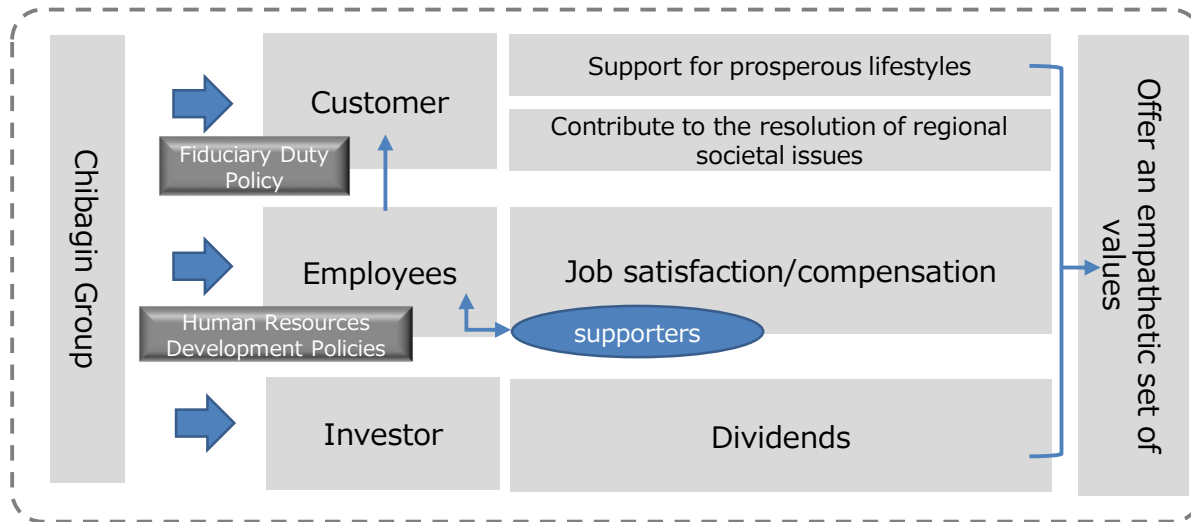 Chibagin Group
Customer
Fiduciary Duty
Policy
Support for prosperous lifestyles
Contribute to the resolution of regional
societal issues
Employees
Human Resources
Development Policies
Job satisfaction/compensation
supporters
Investor
Dividends
Offer an empathetic set of
values